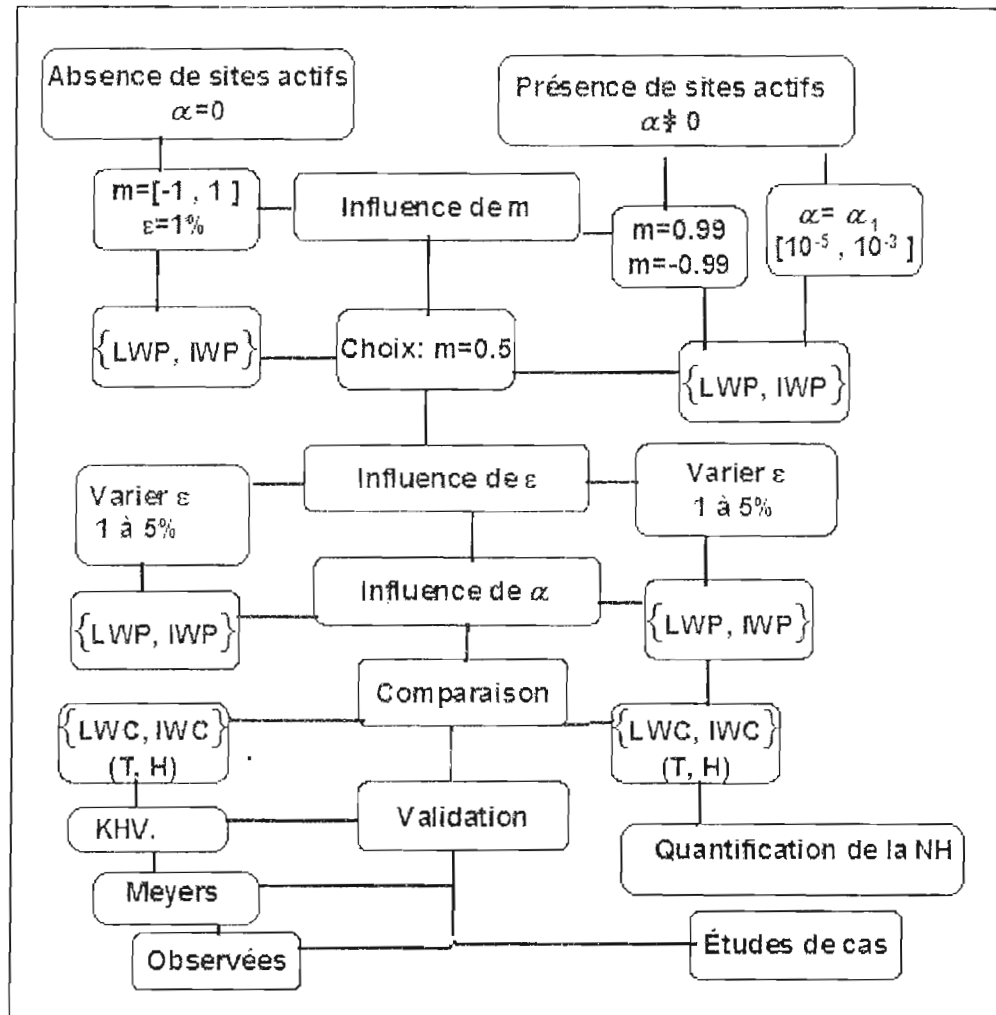 Absence de sites actifs
α=0
Présence de sites actifs
α ≠ 0
m=[-1 , 1 ]
ε=1%
Influence de m
m=0.99
m=-0.99
α= α₁
[10⁻⁵ , 10⁻³ ]
{LWP, IWP}
Choix: m=0.5
{LWP, IWP}
Varier ε
1 à 5%
Influence de ε
Varier ε
1 à 5%
{LWP, IWP}
Influence de α
{LWP, IWP}
Comparaison
{LWC, IWC}
(T, H)
{LWC, IWC}
(T, H)
KHV.
Validation
Quantification de la NH
Meyers
Observées
Études de cas